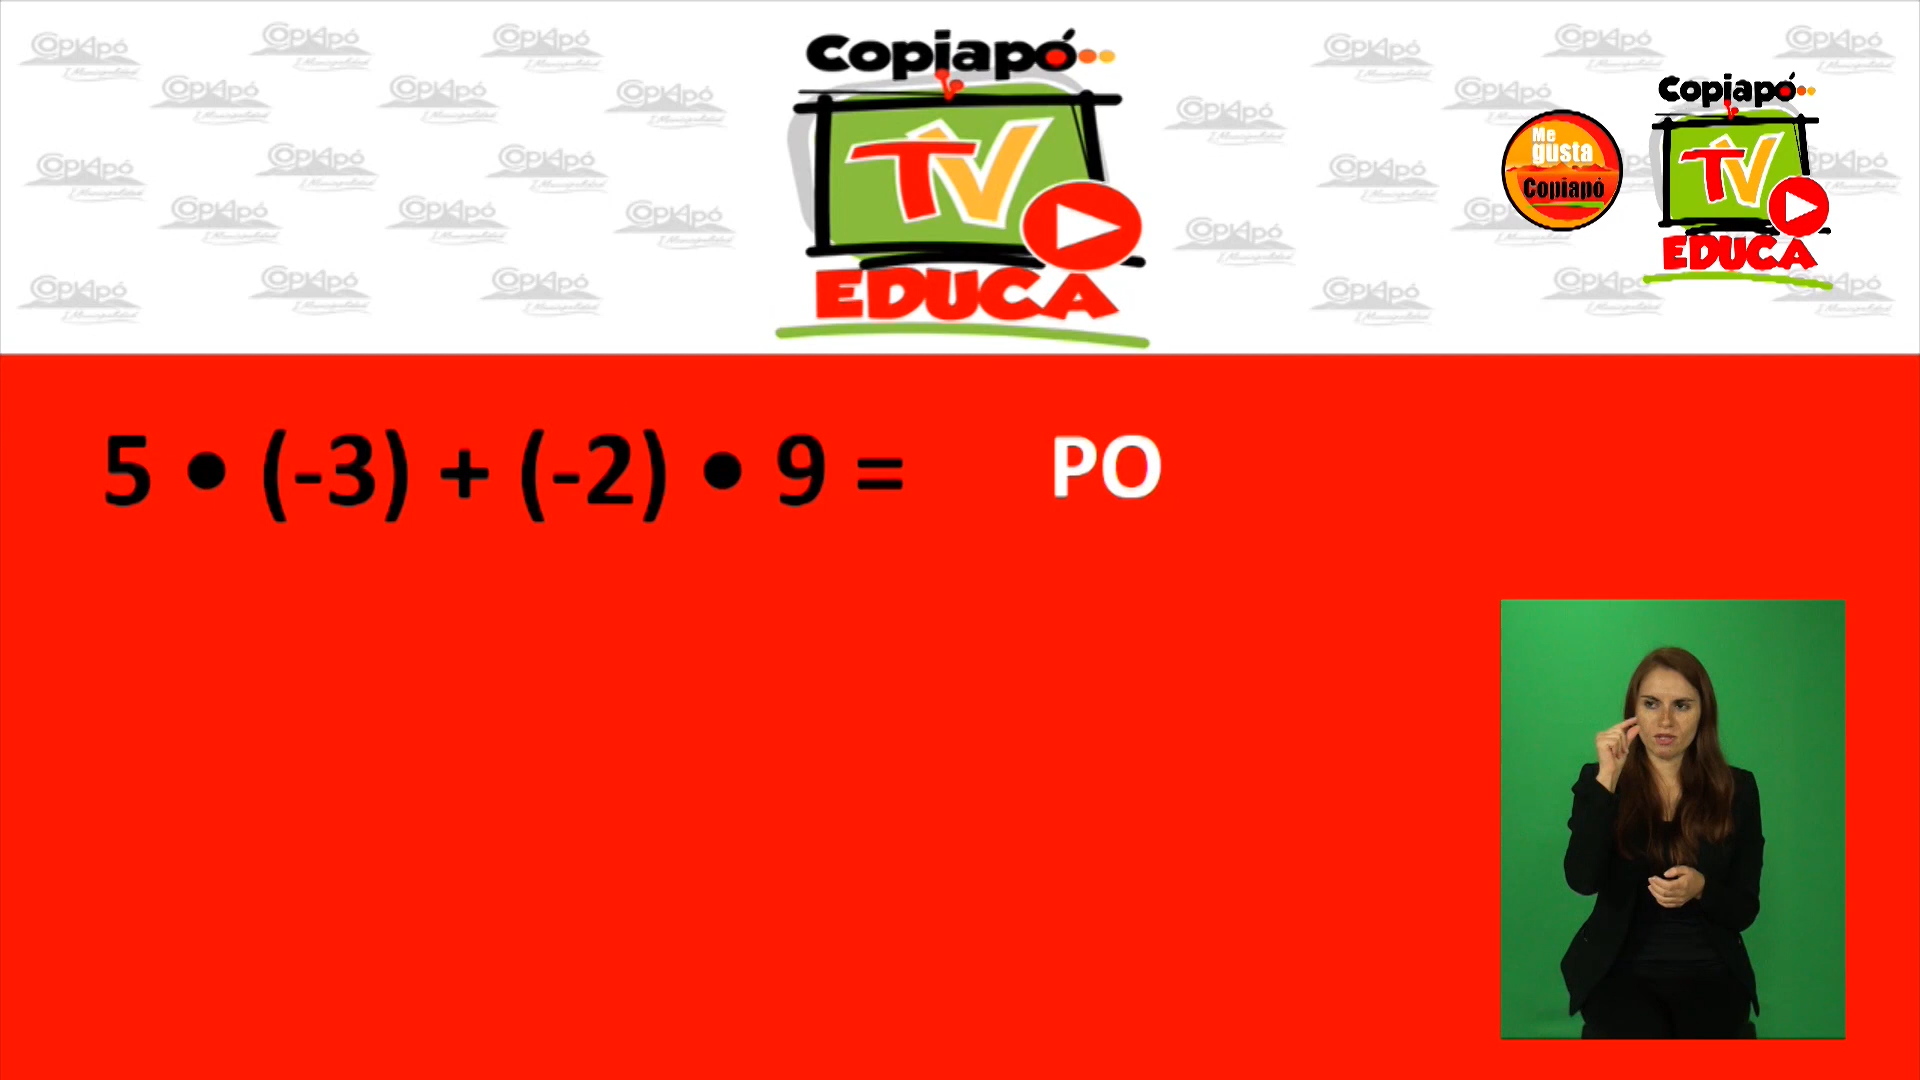 Copiapó
TV
EDUCA
Me gusta
Copiapó
Copiapó
TV
EDUCA
5 • (-3) + (-2) • 9 =
PO